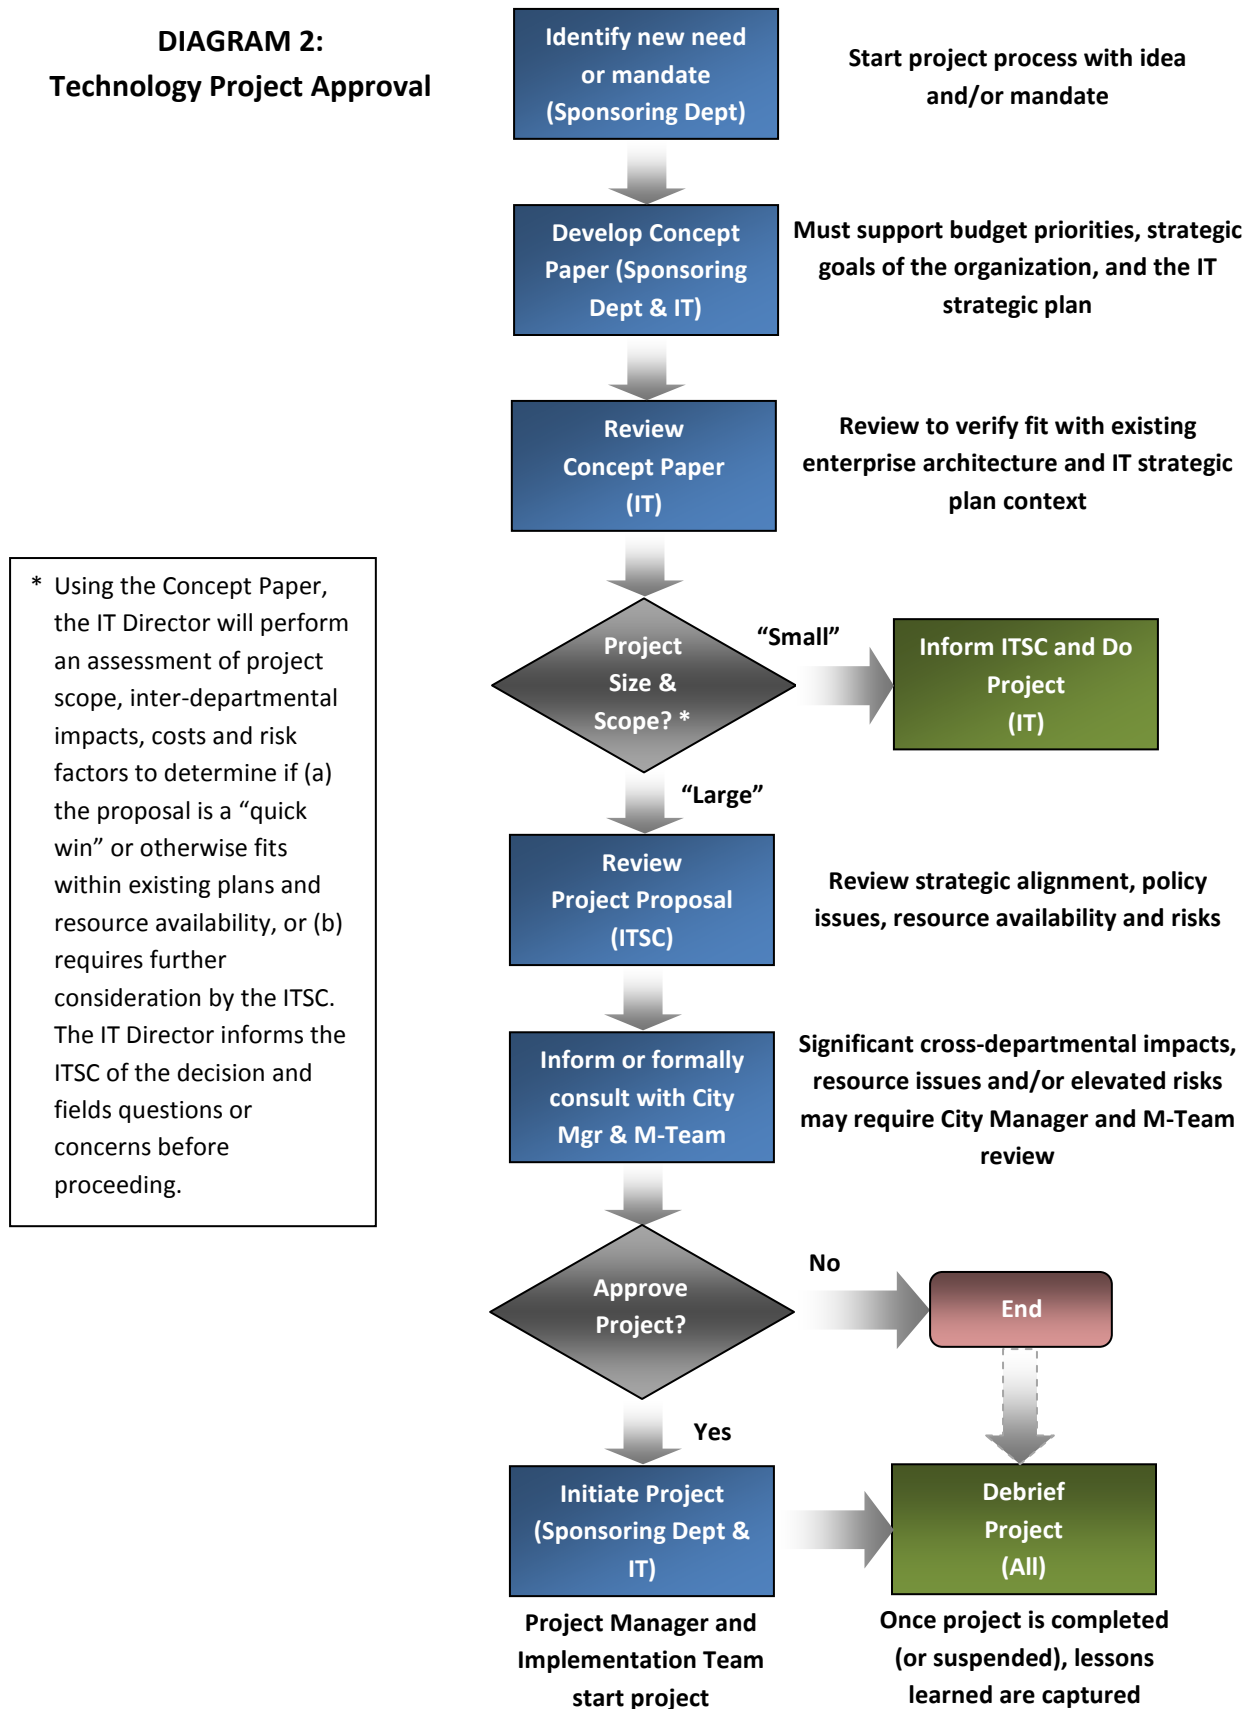 DIAGRAM 2:
Technology Project Approval
Identify new need
or mandate
(Sponsoring Dept)
Start project process with idea
and/or mandate
Develop Concept
Paper (Sponsoring
Dept & IT)
Must support budget priorities, strategic
goals of the organization, and the IT
strategic plan
Review
Concept Paper
(IT)
Review to verify fit with existing
enterprise architecture and IT strategic
plan context
* Using the Concept Paper,
the IT Director will perform
an assessment of project
scope, inter-departmental
impacts, costs and risk
factors to determine if (a)
the proposal is a “quick
win” or otherwise fits
within existing plans and
resource availability, or (b)
requires further
consideration by the ITSC.
The IT Director informs the
ITSC of the decision and
fields questions or
concerns before
proceeding.
Project
Size &
Scope? *
“Small”
Inform ITSC and Do
Project
(IT)
“Large”
Review
Project Proposal
(ITSC)
Review strategic alignment, policy
issues, resource availability and risks
Inform or formally
consult with City
Mgr & M-Team
Significant cross-departmental impacts,
resource issues and/or elevated risks
may require City Manager and M-Team
review
Approve
Project?
No
End
Yes
Initiate Project
(Sponsoring Dept &
IT)
Debrief
Project
(All)
Project Manager and
Implementation Team
start project
Once project is completed
(or suspended), lessons
learned are captured